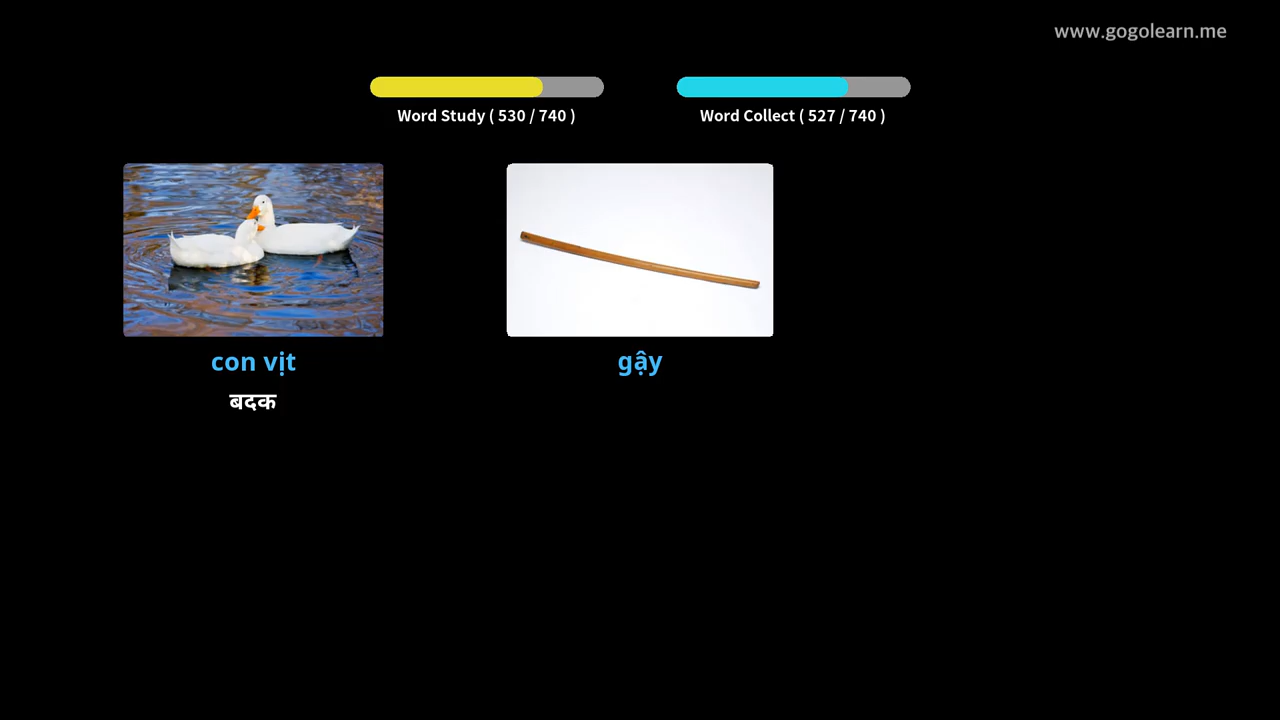 www.gogolearn.me
Word Study ( 530 / 740 )
Word Collect ( 527 / 740 )
con vịt
gậy
बदक